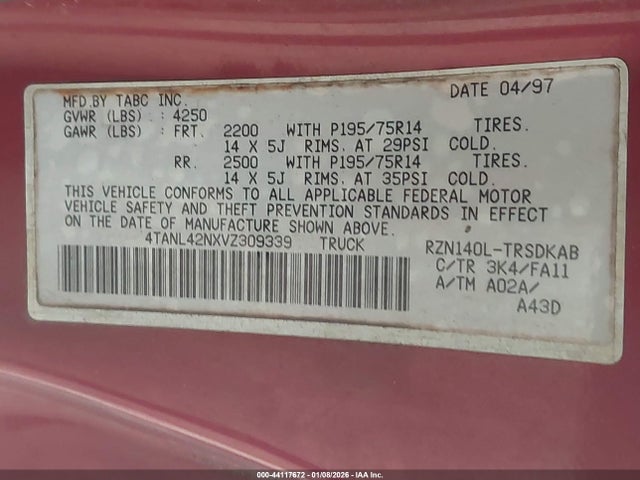 MFD.BY TABC INC. DATE 04/97
GVWR (LBS) : 4250
GAWR (LBS) : FRT. 2200 WITH P195/75R14 TIRES.
14 X 5J RIMS. AT 29PSI COLD.
RR. 2500 WITH P195/75R14 TIRES.
14 X 5J RIMS. AT 35PSI COLD.
THIS VEHICLE CONFORMS TO ALL APPLICABLE FEDERAL MOTOR
VEHICLE SAFETY AND THEFT PREVENTION STANDARDS IN EFFECT
ON THE DATE OF MANUFACTURE SHOWN ABOVE.
4TANL42NXVZ309339 TRUCK RZN140L-TRSDKAB
C/TR 3K4/FA11
A/TM A02A/
A43D
000-44117672 - 01/08/2026 - IAA Inc.